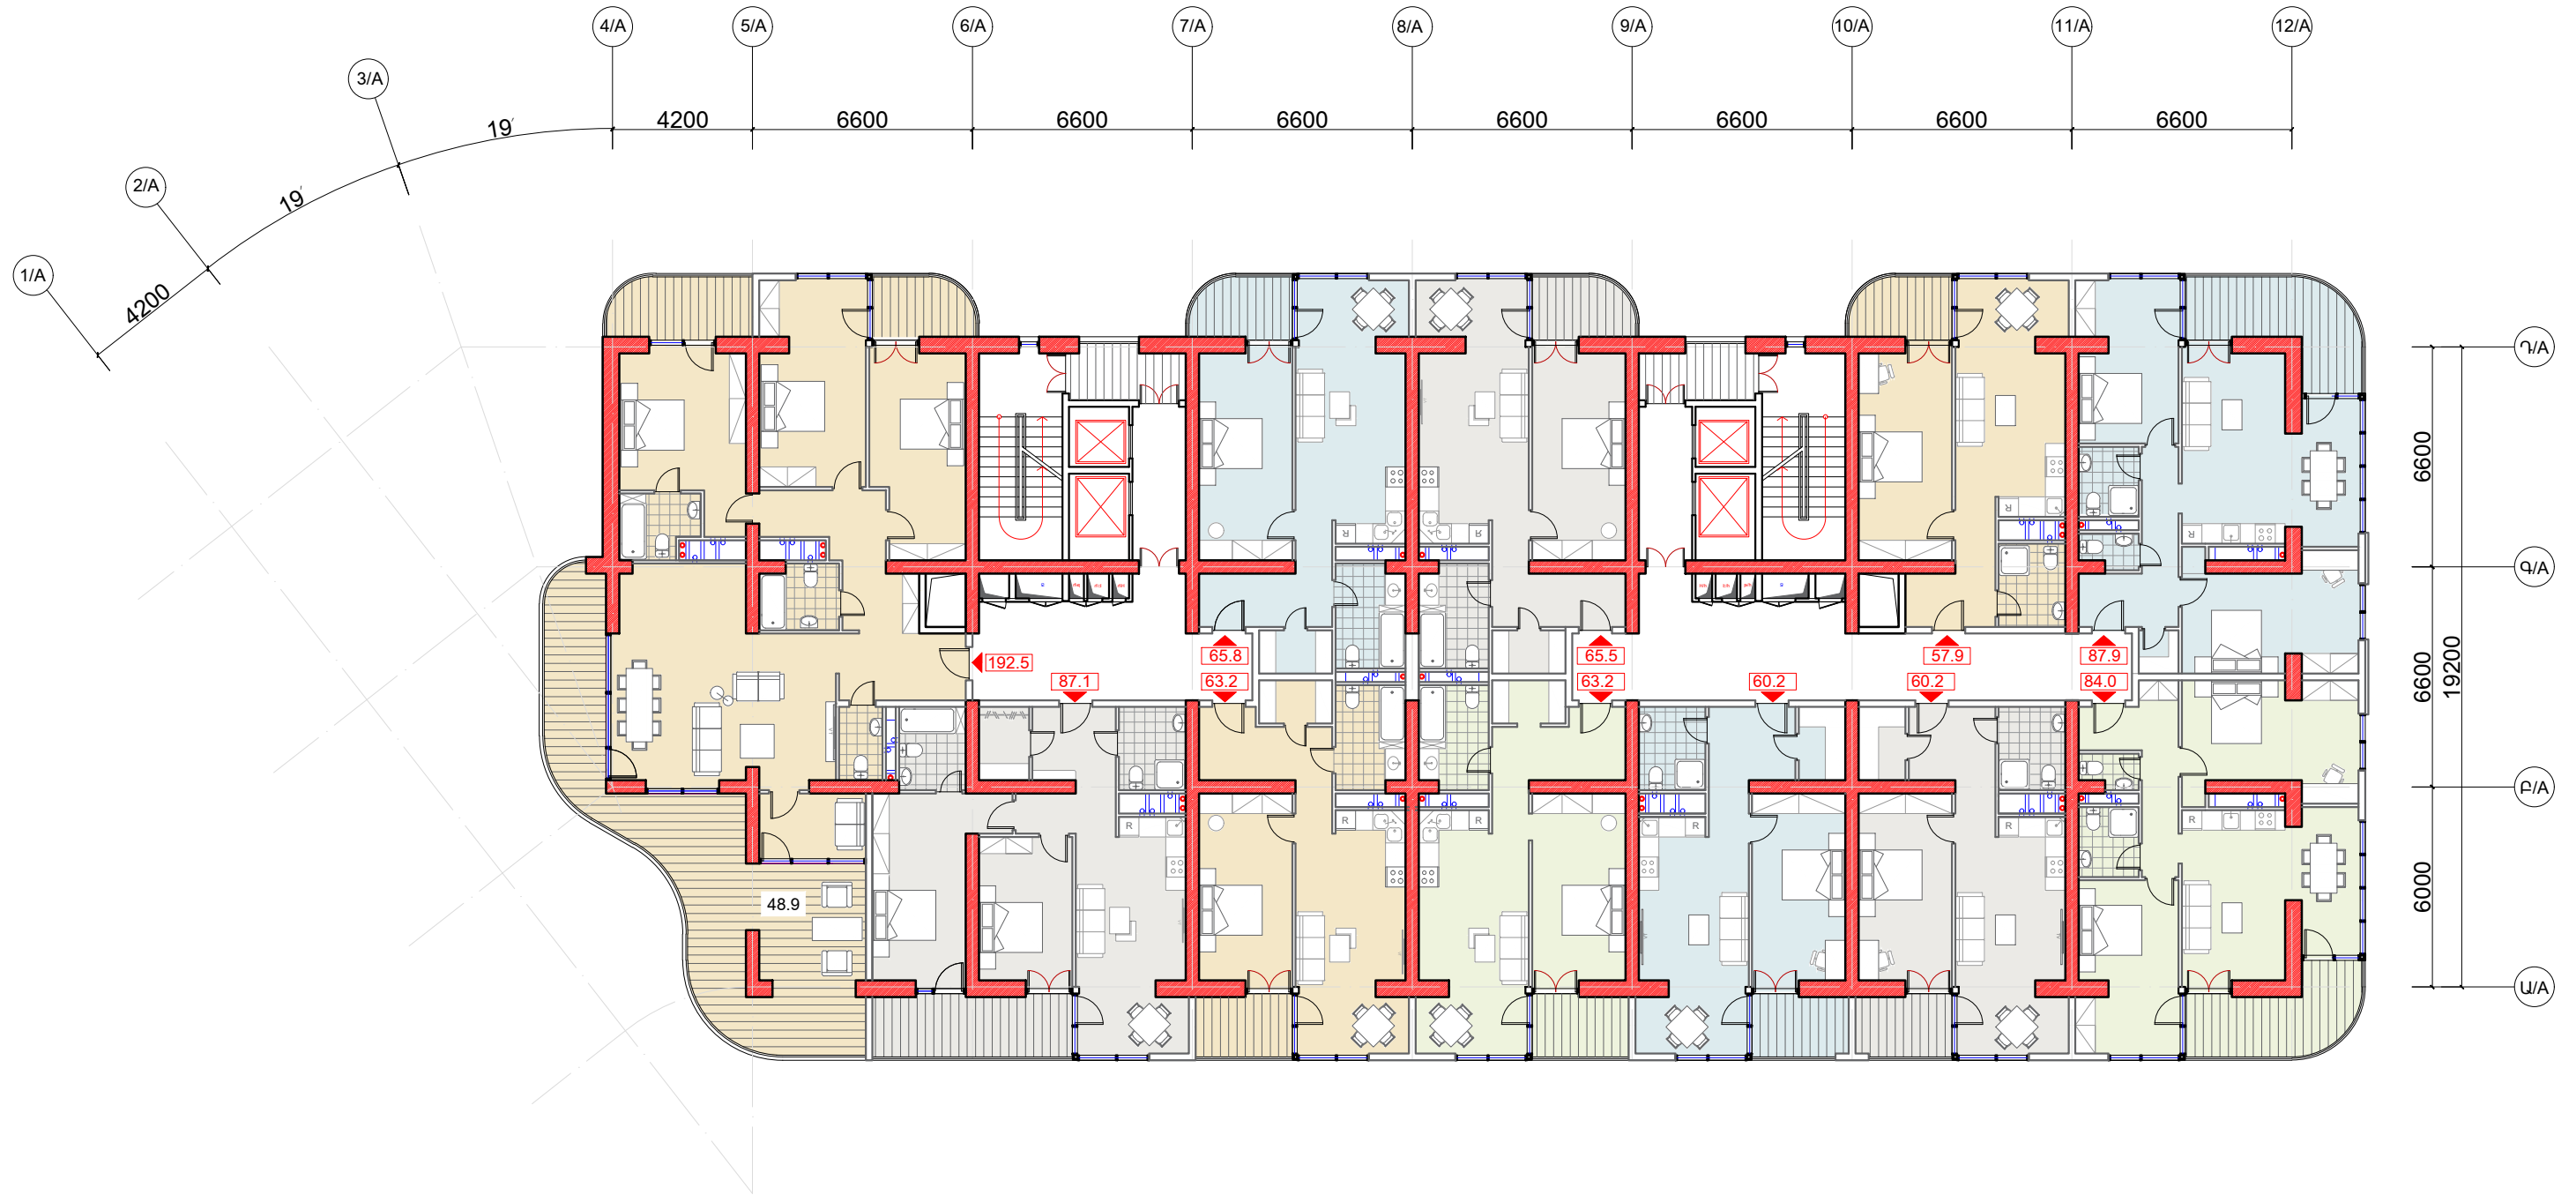 4/A 5/A 6/A 7/A 8/A 9/A 10/A 11/A 12/A
3/A
2/A
1/A
4200 19' 19' 4200 6600 6600 6600 6600 6600 6600 6600
Դ/A
6600
Գ/A
6600 19200
Բ/A
6000
Ա/A
192.5 65.8 65.5 57.9 87.9
87.1 63.2 63.2 60.2 60.2 84.0
48.9
R R R R R
R R R R R R